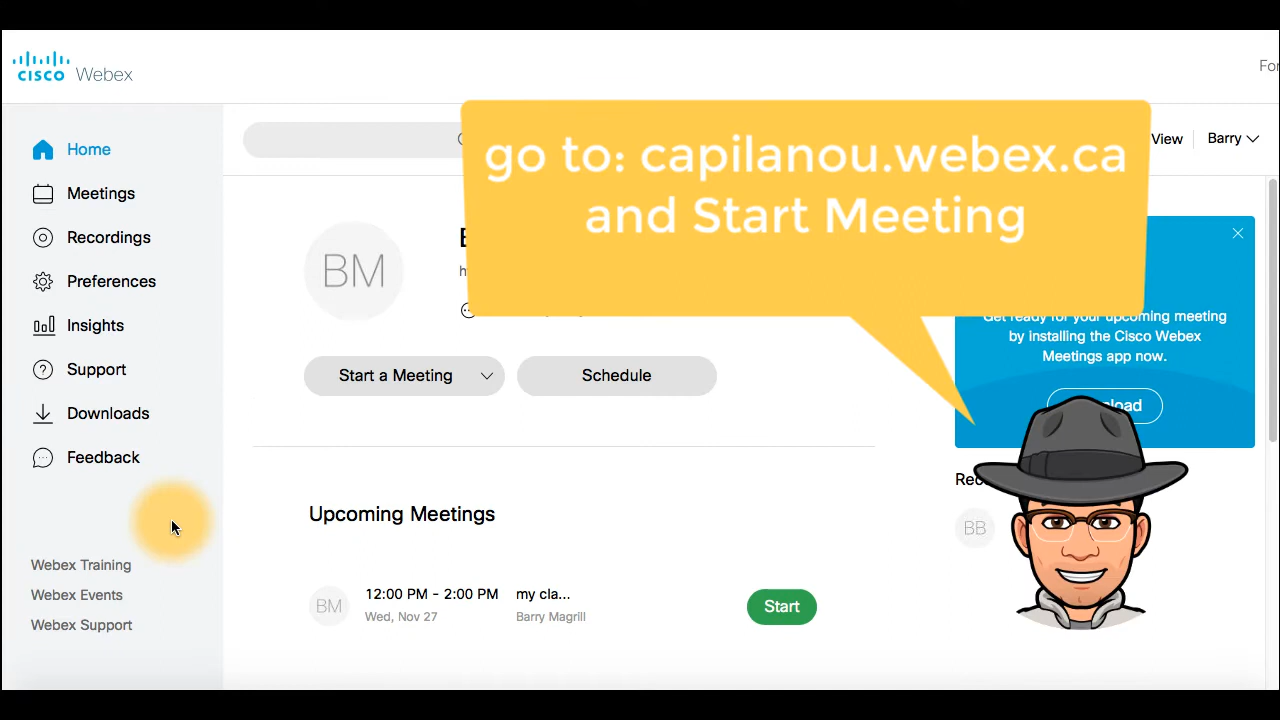 CISCO Webex
For
Home
Meetings
Recordings
Preferences
Insights
Support
Downloads
Feedback
Webex Training
Webex Events
Webex Support
go to: capilanou.webex.ca
and Start Meeting
View
Barry
BM
Start a Meeting
Schedule
Get ready for your upcoming meeting
by installing the Cisco Webex
Meetings app now.
Upcoming Meetings
BM
12:00 PM - 2:00 PM
my cla...
Wed, Nov 27
Barry Magrill
Start
BB